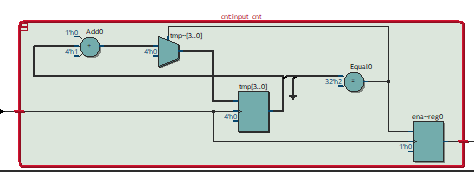 cnt:input_cnt
1'h0
Add0
4'h1
tmp~[3..0]
4'h0
tmp[3..0]
4'h0
Equal0
32'h2
ena~reg0
1'h0